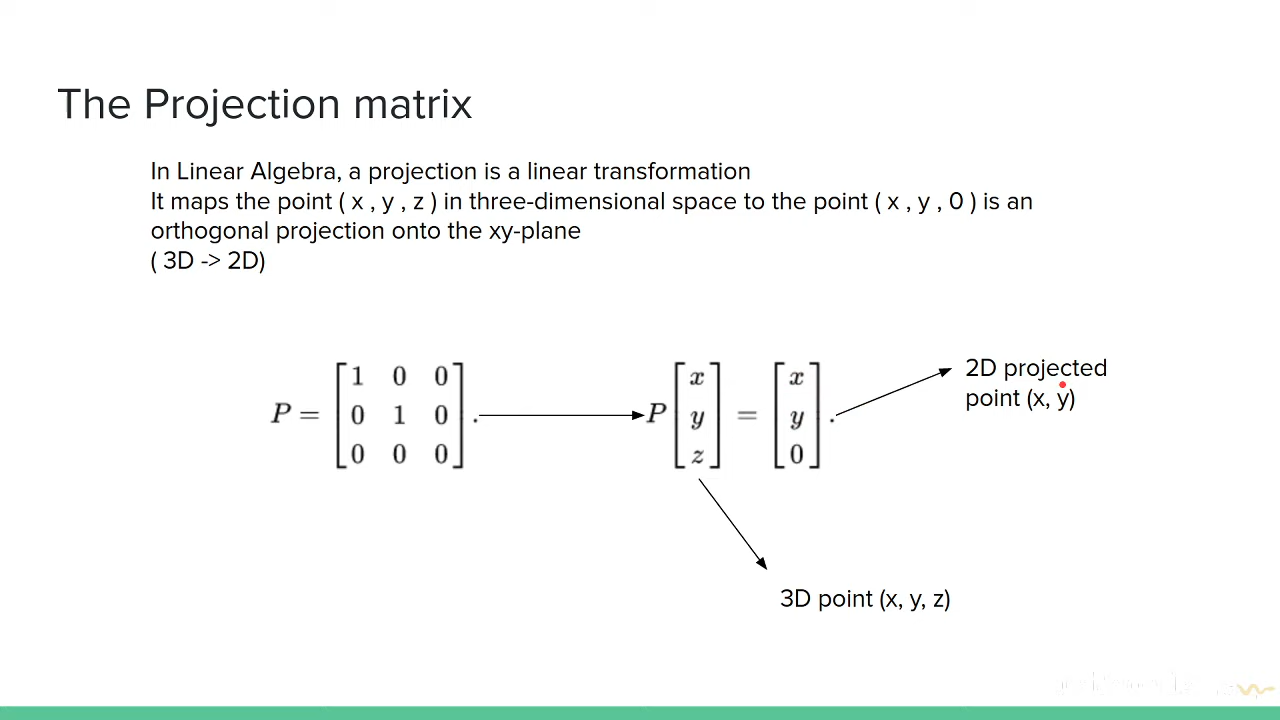 The Projection matrix
In Linear Algebra, a projection is a linear transformation
It maps the point ( x , y , z ) in three-dimensional space to the point ( x , y , 0 ) is an
orthogonal projection onto the xy-plane
( 3D -> 2D)
P = [1 0 0
0 1 0
0 0 0].
P [x y z] = [x y 0].
2D projected
point (x, y)
3D point (x, y, z)